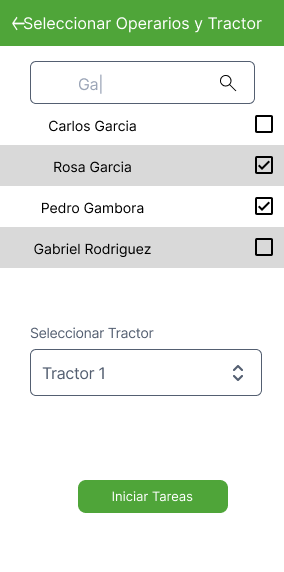 Seleccionar Operarios y Tractor
Ga|
Carlos Garcia
Rosa Garcia
Pedro Gambora
Gabriel Rodriguez
Seleccionar Tractor
Tractor 1
Iniciar Tareas